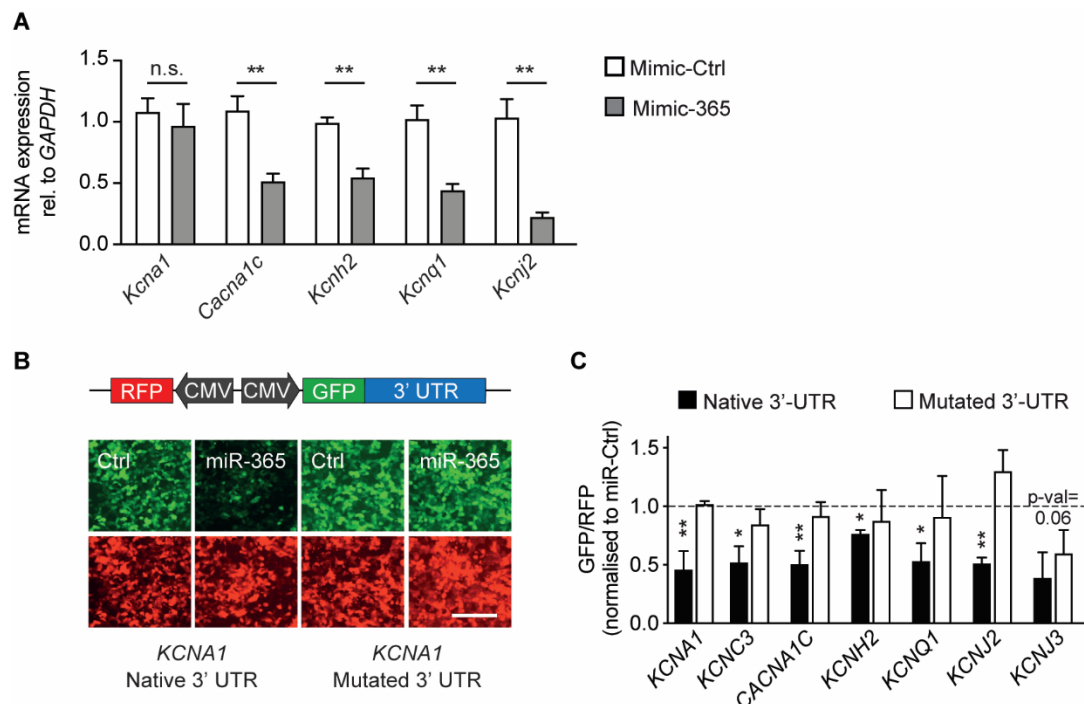 A
mRNA expression
rel. to GAPDH
1.5
1.0
0.5
0.0
n.s.
**
**
**
**
Kcna1
Cacna1c
Kcnh2
Kcnq1
Kcnj2
Mimic-Ctrl
Mimic-365
B
RFP CMV CMV GFP 3' UTR
Ctrl miR-365 Ctrl miR-365
KCNA1 KCNA1
Native 3' UTR Mutated 3' UTR
C
Native 3'-UTR Mutated 3'-UTR
GFP/RFP
(normalised to miR-Ctrl)
1.5
1.0
0.5
0.0
**
*
**
*
*
**
p-val=
0.06
KCNA1
KCNC3
CACNA1C
KCNH2
KCNQ1
KCNJ2
KCNJ3